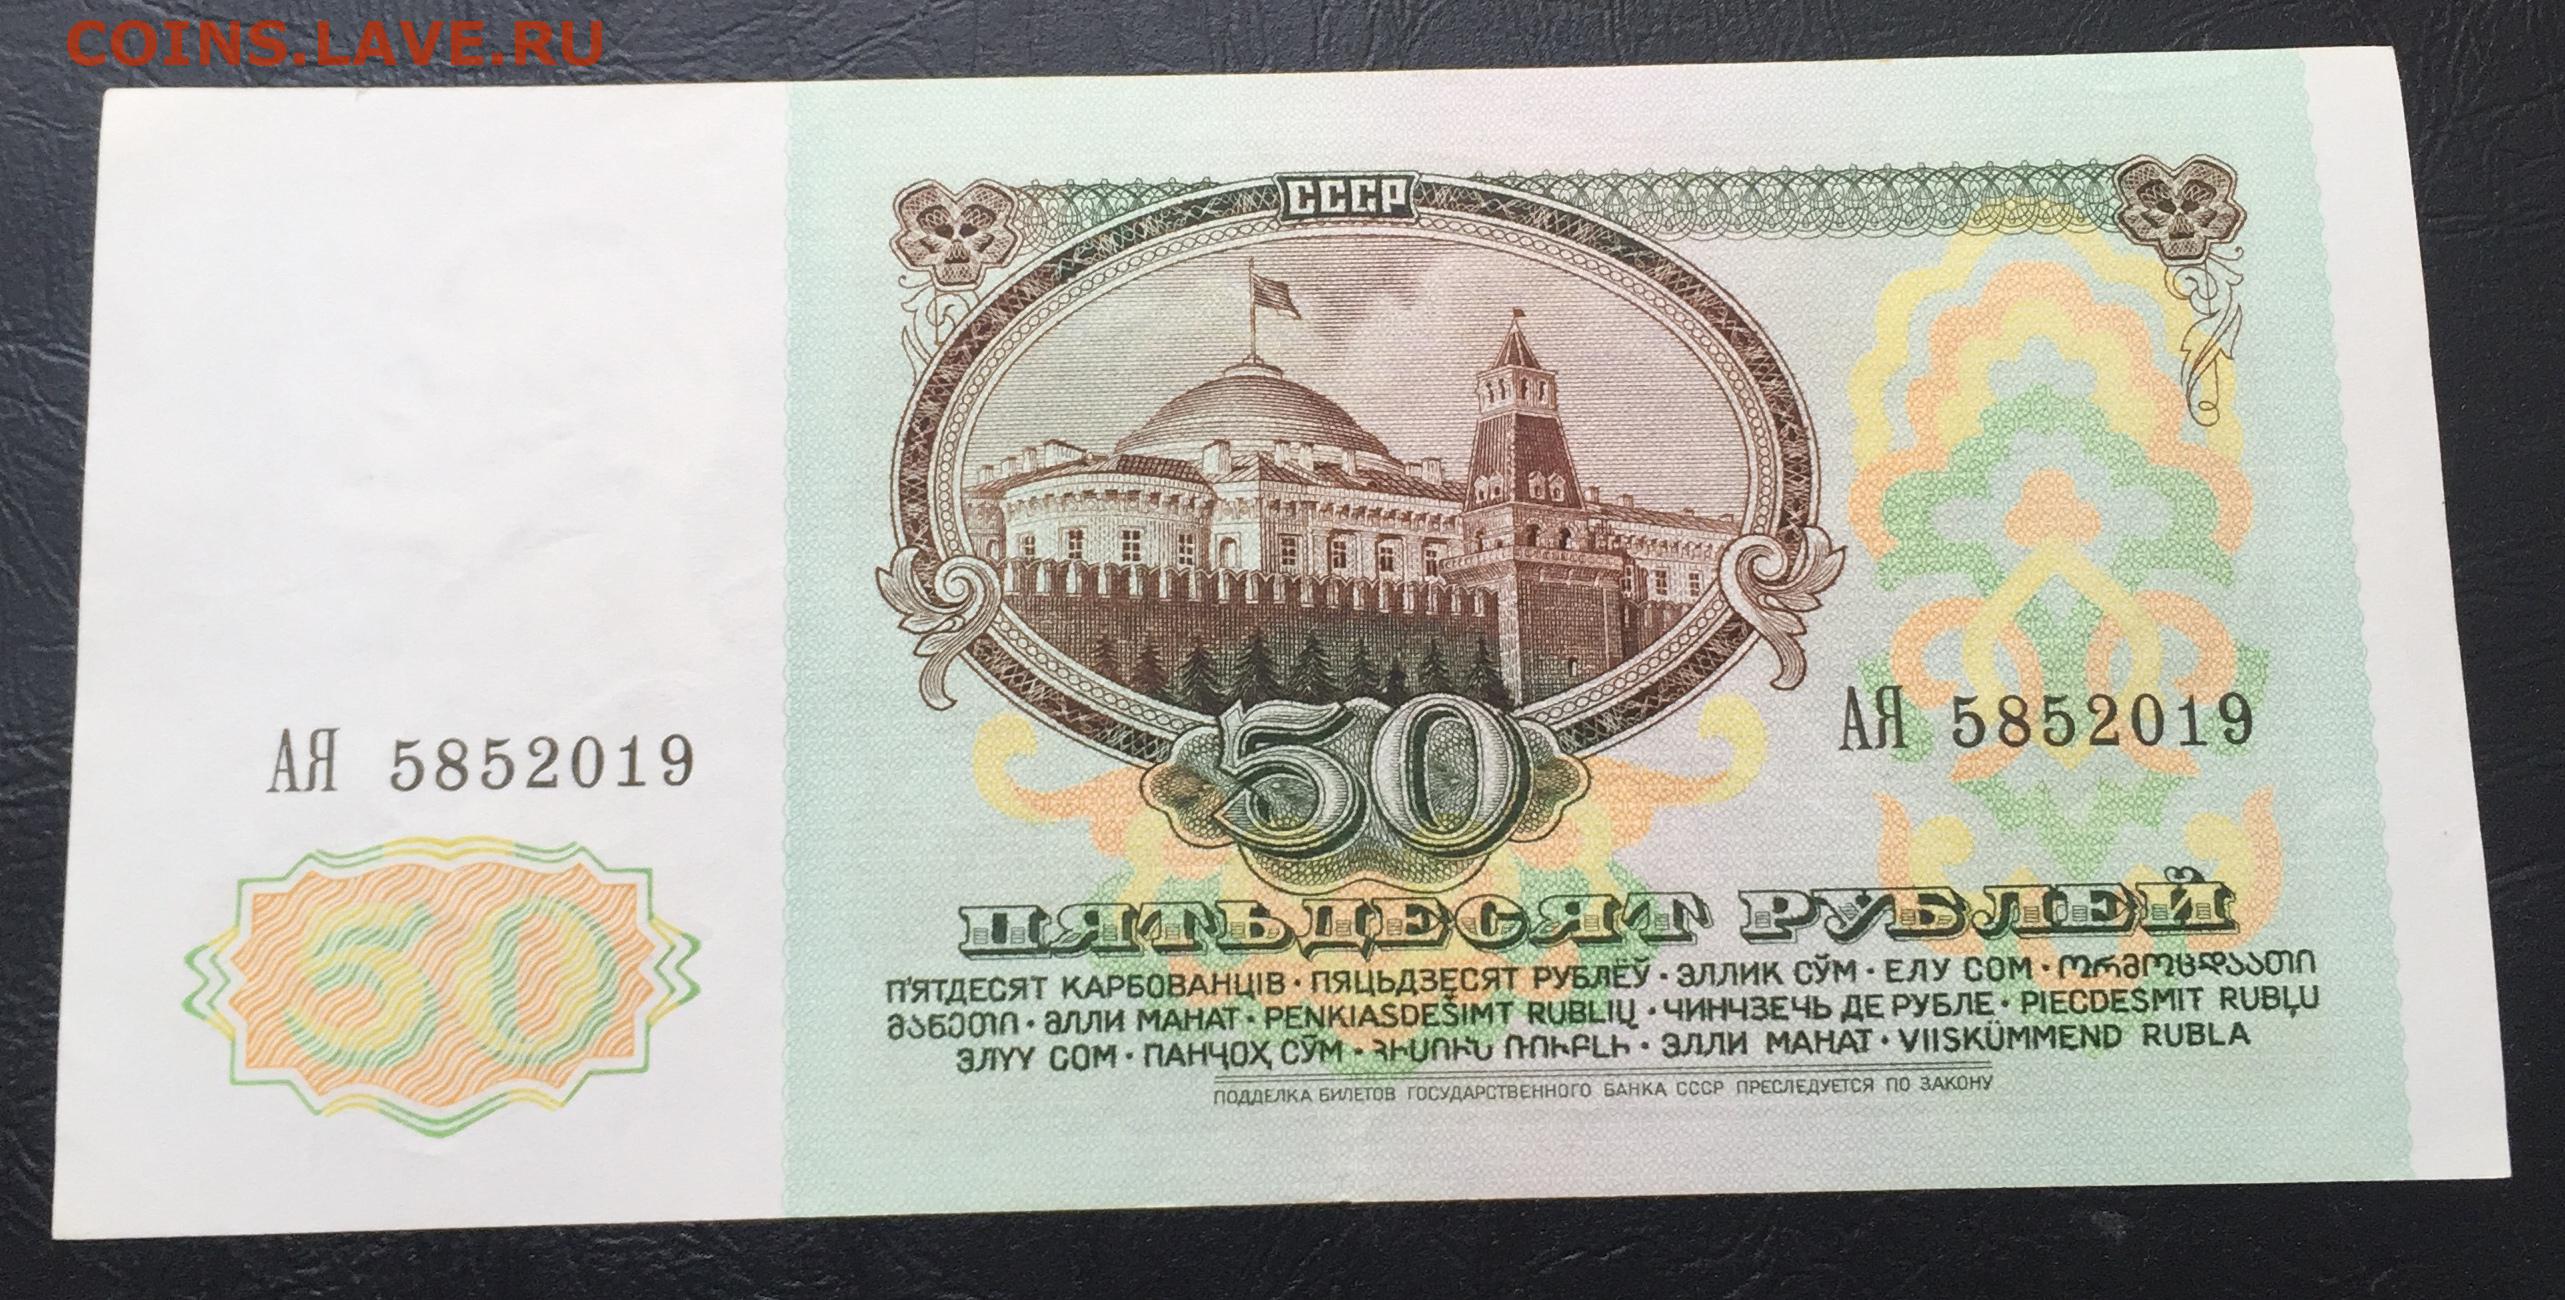 COINS.LAVE.RU
СССР
АЯ 5852019
АЯ 5852019
50
50
ПЯТЬДЕСЯТ РУБЛЕЙ
П'ЯТДЕСЯТ КАРБОВАНЦІВ · ПЯЦЬДЗЕСЯТ РУБЛЁЎ · ЭЛЛИК СЎМ · ЕЛУ СОМ · ორმოცდაათი
მანეთი · ӘЛЛИ МАНАТ · PENKIASDEŠIMT RUBLIŲ · ЧИНЧЗЕЧЬ ДЕ РУБЛЕ · PIECDESMIT RUBĻU
ЭЛҮҮ СОМ · ПАНҶОҲ СӮМ · ՀԻՍՈՒՆ ՌՈՒԲԼԻ · ЭЛЛИ МАНАТ · VIISKÜMMEND RUBLA
ПОДДЕЛКА БИЛЕТОВ ГОСУДАРСТВЕННОГО БАНКА СССР ПРЕСЛЕДУЕТСЯ ПО ЗАКОНУ